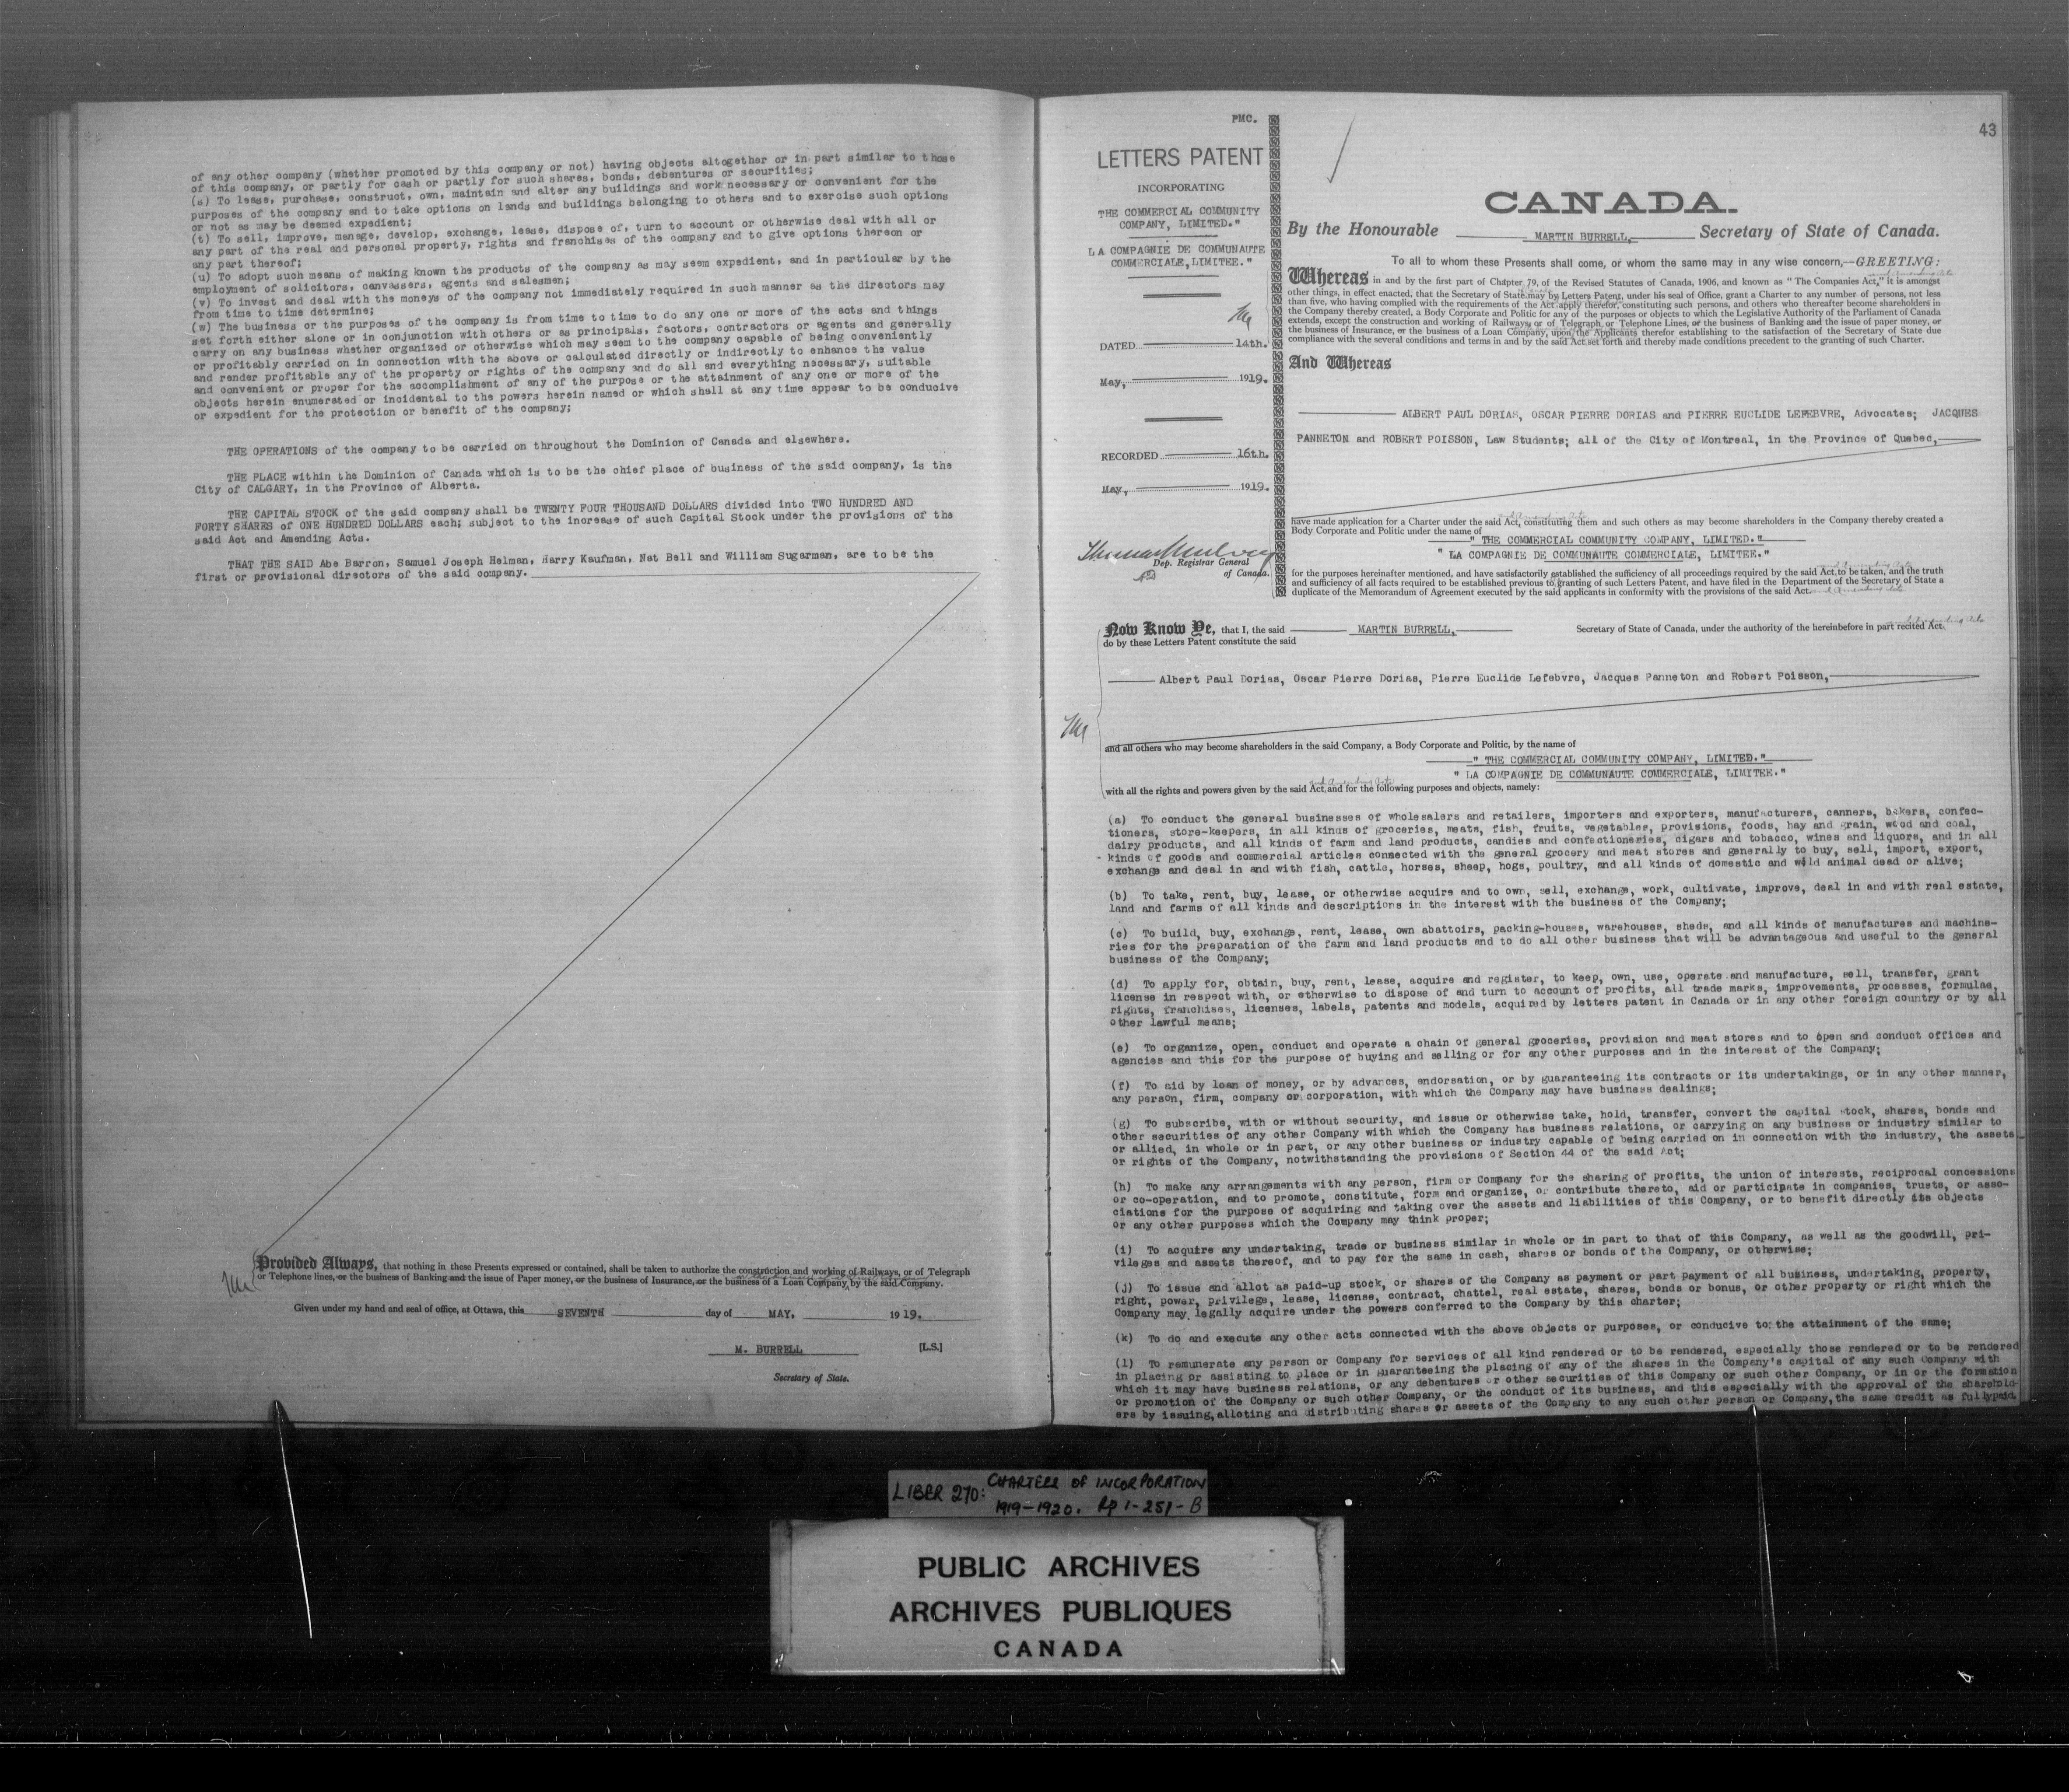 of any other company (whether promoted by this company or not) having objects altogether or in part similar to those
of this company, or partly for cash or partly for such shares, bonds, debentures or securities;
(s) To lease, purchase, construct, own, maintain and alter any buildings and work necessary or convenient for the
purposes of the company and to take options on lands and buildings belonging to others and to exercise such options
or not as may be deemed expedient;
(t) To sell, improve, manage, develop, exchange, lease, dispose of, turn to account or otherwise deal with all or
any part of the real and personal property, rights and franchises of the company and to give options thereon or
any part thereof;
(u) To adopt such means of making known the products of the company as may seem expedient, and in particular by the
employment of solicitors, canvassers, agents and salesmen;
(v) To invest and deal with the moneys of the company not immediately required in such manner as the directors may
from time to time determine;
(w) The business or the purposes of the company is from time to time to do any one or more of the acts and things
set forth either alone or in conjunction with others or as principals, factors, contractors or agents and generally
carry on any business whether organized or otherwise which may seem to the company capable of being conveniently
or profitably carried on in connection with the above or calculated directly or indirectly to enhance the value
and render profitable any of the property or rights of the company and do all and everything necessary, suitable
and convenient or proper for the accomplishment of any of the purpose or the attainment of any one or more of the
objects herein enumerated or incidental to the powers herein named or which shall at any time appear to be conducive
or expedient for the protection or benefit of the company;
THE OPERATIONS of the company to be carried on throughout the Dominion of Canada and elsewhere.
THE PLACE within the Dominion of Canada which is to be the chief place of business of the said company, is the
City of CALGARY, in the Province of Alberta.
THE CAPITAL STOCK of the said company shall be TWENTY FOUR THOUSAND DOLLARS divided into TWO HUNDRED AND
FORTY SHARES of ONE HUNDRED DOLLARS each; subject to the increase of such Capital Stock under the provisions of the
said Act and Amending Acts.
THAT THE SAID Abe Barron, Samuel Joseph Helman, Harry Kaufman, Nat Bell and William Sugarman, are to be the
first or provisional directors of the said company.
Provided Always, that nothing in these Presents expressed or contained, shall be taken to authorize the construction and working of Railways, or of Telegraph
or Telephone lines, or the business of Banking and the issue of Paper money, or the business of Insurance, or the business of a Loan Company, by the said Company.
Given under my hand and seal of office, at Ottawa, this SEVENTH day of MAY, 1919.
M. BURRELL [L.S.]
Secretary of State.
PMC.
43
LETTERS PATENT
INCORPORATING
THE COMMERCIAL COMMUNITY
COMPANY, LIMITED."
LA COMPAGNIE DE COMMUNAUTE
COMMERCIALE, LIMITEE."
DATED 14th.
May, 1919.
RECORDED 16th.
May, 1919.
Thomas Mulvey
Dep. Registrar General
of Canada.
CANADA.
By the Honourable MARTIN BURRELL, Secretary of State of Canada.
To all to whom these Presents shall come, or whom the same may in any wise concern,—GREETING:
and Amending Acts
Whereas in and by the first part of Chapter 79, of the Revised Statutes of Canada, 1906, and known as "The Companies Act," it is amongst
other things, in effect enacted, that the Secretary of State may by Letters Patent, under his seal of Office, grant a Charter to any number of persons, not less
than five, who having complied with the requirements of the Act apply therefor, constituting such persons, and others who thereafter become shareholders in
the Company thereby created, a Body Corporate and Politic for any of the purposes or objects to which the Legislative Authority of the Parliament of Canada
extends, except the construction and working of Railways, or of Telegraph, or Telephone Lines, or the business of Banking and the issue of paper money, or
the business of Insurance, or the business of a Loan Company, upon the Applicants therefor establishing to the satisfaction of the Secretary of State due
compliance with the several conditions and terms in and by the said Act set forth and thereby made conditions precedent to the granting of such Charter.
And Whereas
ALBERT PAUL DORIAS, OSCAR PIERRE DORIAS and PIERRE EUCLIDE LEFEBVRE, Advocates; JACQUES
PANNETON and ROBERT POISSON, Law Students; all of the City of Montreal, in the Province of Quebec,
and Amending Acts
have made application for a Charter under the said Act, constituting them and such others as may become shareholders in the Company thereby created a
Body Corporate and Politic under the name of
" THE COMMERCIAL COMMUNITY COMPANY, LIMITED."
" LA COMPAGNIE DE COMMUNAUTE COMMERCIALE, LIMITEE."
and Amending Acts
for the purposes hereinafter mentioned, and have satisfactorily established the sufficiency of all proceedings required by the said Act, to be taken, and the truth
and sufficiency of all facts required to be established previous to granting of such Letters Patent, and have filed in the Department of the Secretary of State a
duplicate of the Memorandum of Agreement executed by the said applicants in conformity with the provisions of the said Act. and Amending Acts
and Amending Acts
Now Know Ye, that I, the said MARTIN BURRELL, Secretary of State of Canada, under the authority of the hereinbefore in part recited Act.
do by these Letters Patent constitute the said
Albert Paul Dorias, Oscar Pierre Dorias, Pierre Euclide Lefebvre, Jacques Panneton and Robert Poisson,
and all others who may become shareholders in the said Company, a Body Corporate and Politic, by the name of
" THE COMMERCIAL COMMUNITY COMPANY, LIMITED."
" LA COMPAGNIE DE COMMUNAUTE COMMERCIALE, LIMITEE."
and Amending Acts
with all the rights and powers given by the said Act, and for the following purposes and objects, namely:
(a) To conduct the general businesses of wholesalers and retailers, importers and exporters, manufacturers, canners, bakers, confec-
tioners, store-keepers, in all kinds of groceries, meats, fish, fruits, vegetables, provisions, foods, hay and grain, wood and coal,
dairy products, and all kinds of farm and land products, candies and confectioneries, cigars and tobacco, wines and liquors, and in all
kinds of goods and commercial articles connected with the general grocery and meat stores and generally to buy, sell, import, export,
exchange and deal in and with fish, cattle, horses, sheep, hogs, poultry, and all kinds of domestic and wild animal dead or alive;
(b) To take, rent, buy, lease, or otherwise acquire and to own, sell, exchange, work, cultivate, improve, deal in and with real estate,
land and farms of all kinds and descriptions in the interest with the business of the Company;
(c) To build, buy, exchange, rent, lease, own abattoirs, packing-houses, warehouses, sheds, and all kinds of manufactures and machine-
ries for the preparation of the farm and land products and to do all other business that will be advantageous and useful to the general
business of the Company;
(d) To apply for, obtain, buy, rent, lease, acquire and register, to keep, own, use, operate and manufacture, sell, transfer, grant
license in respect with, or otherwise to dispose of and turn to account of profits, all trade marks, improvements, processes, formulae,
rights, franchises, licenses, labels, patents and models, acquired by letters patent in Canada or in any other foreign country or by all
other lawful means;
(e) To organize, open, conduct and operate a chain of general groceries, provision and meat stores and to open and conduct offices and
agencies and this for the purpose of buying and selling or for any other purposes and in the interest of the Company;
(f) To aid by loan of money, or by advances, endorsation, or by guaranteeing its contracts or its undertakings, or in any other manner,
any person, firm, company or corporation, with which the Company may have business dealings;
(g) To subscribe, with or without security, and issue or otherwise take, hold, transfer, convert the capital stock, shares, bonds and
other securities of any other Company with which the Company has business relations, or carrying on any business or industry similar to
or allied, in whole or in part, or any other business or industry capable of being carried on in connection with the industry, the assets
or rights of the Company, notwithstanding the provisions of Section 44 of the said Act;
(h) To make any arrangements with any person, firm or Company for the sharing of profits, the union of interests, reciprocal concessions
or co-operation, and to promote, constitute, form and organize, or contribute thereto, aid or participate in companies, trusts, or asso-
ciations for the purpose of acquiring and taking over the assets and liabilities of this Company, or to benefit directly its objects
or any other purposes which the Company may think proper;
(i) To acquire any undertaking, trade or business similar in whole or in part to that of this Company, as well as the goodwill, pri-
vileges and assets thereof, and to pay for the same in cash, shares or bonds of the Company, or otherwise;
(j) To issue and allot as paid-up stock, or shares of the Company as payment or part payment of all business, undertaking, property,
right, power, privilege, lease, license, contract, chattel, real estate, shares, bonds or bonus, or other property or right which the
Company may legally acquire under the powers conferred to the Company by this charter;
(k) To do and execute any other acts connected with the above objects or purposes, or conducive to the attainment of the same;
(l) To remunerate any person or Company for services of all kind rendered or to be rendered, especially those rendered or to be rendered
in placing or assisting to place or in guaranteeing the placing of any of the shares in the Company's capital of any such Company with
which it may have business relations, or any debentures or other securities of this Company or such other Company, or in or the formation
or promotion of the Company or such other Company, or the conduct of its business, and this especially with the approval of the sharehold-
ers by issuing, alloting and distributing shares or assets of the Company to any such other person or Company, the same credit as fullypaid
LIBER 270: CHARTERS OF INCORPORATION
1919-1920. Pp 1-251-B
PUBLIC ARCHIVES
ARCHIVES PUBLIQUES
CANADA